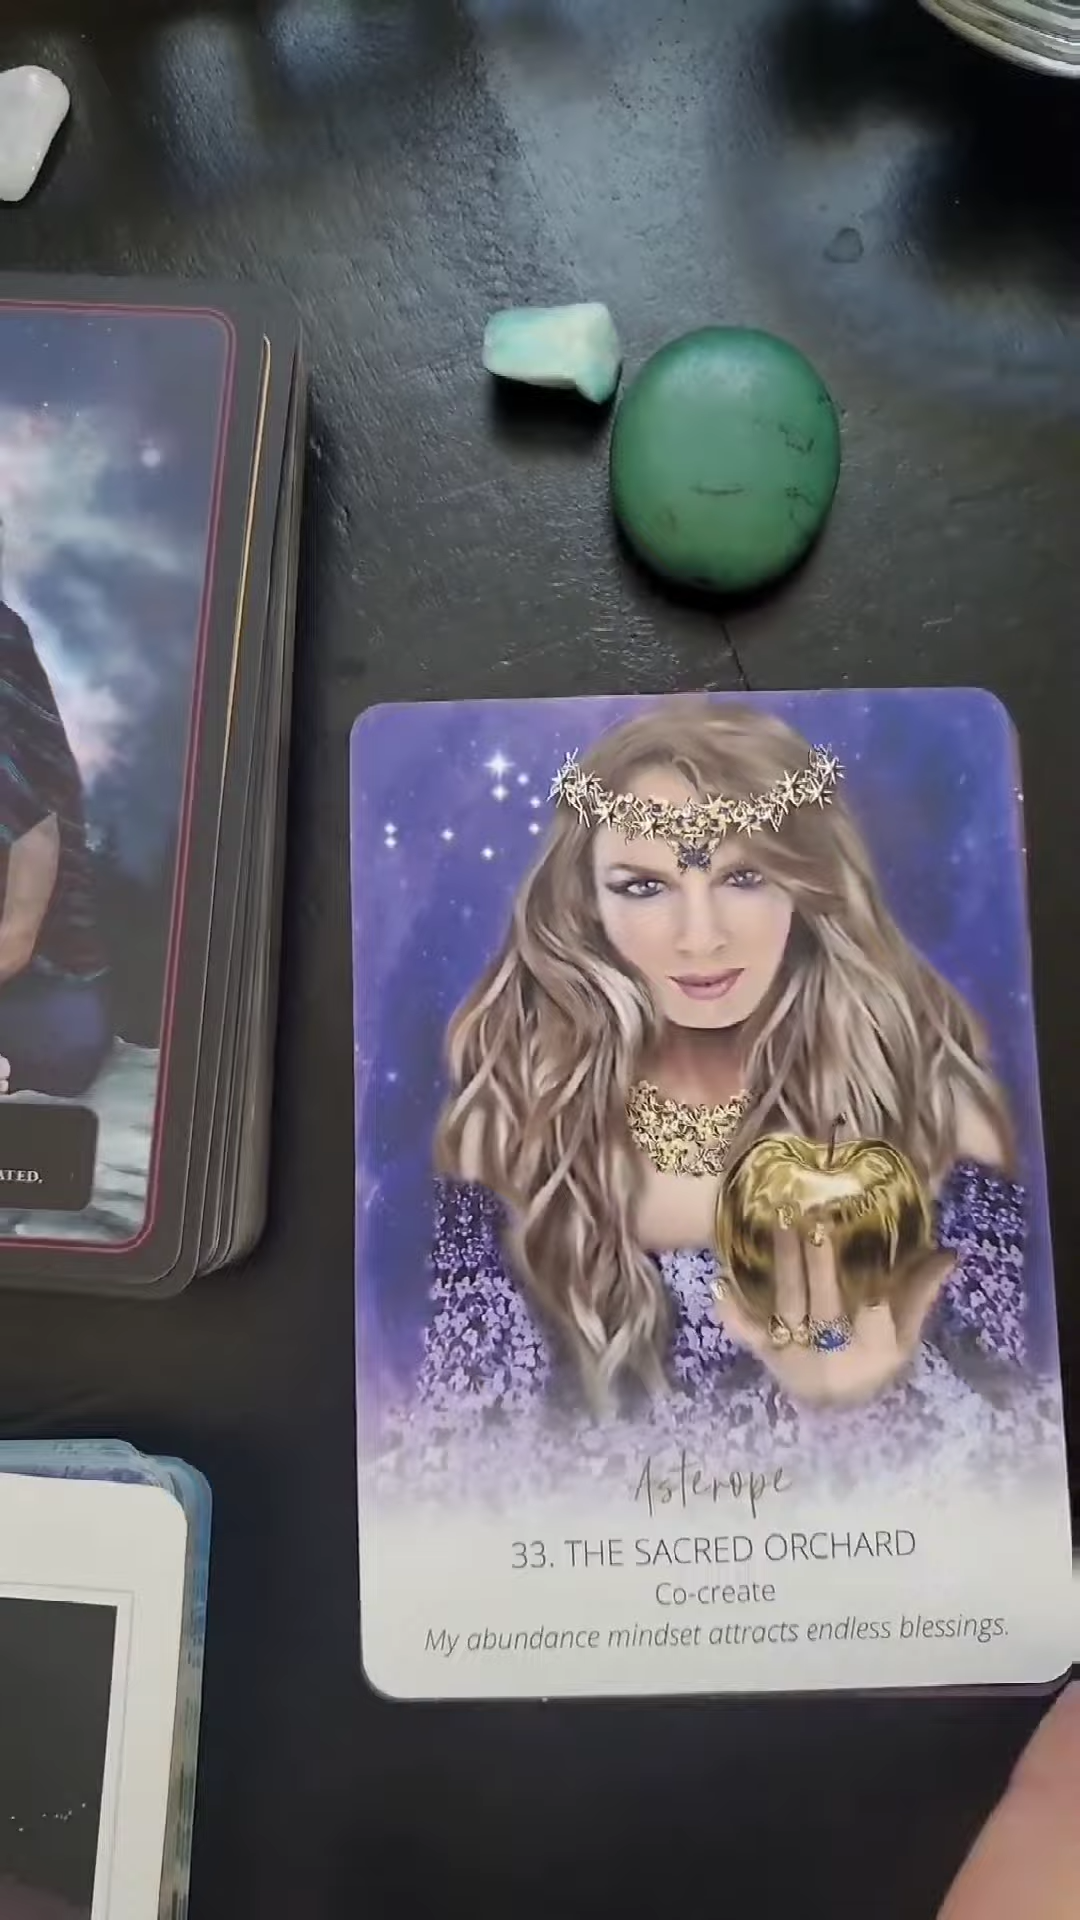 ATED,
Asterope
33. THE SACRED ORCHARD
Co-create
My abundance mindset attracts endless blessings.